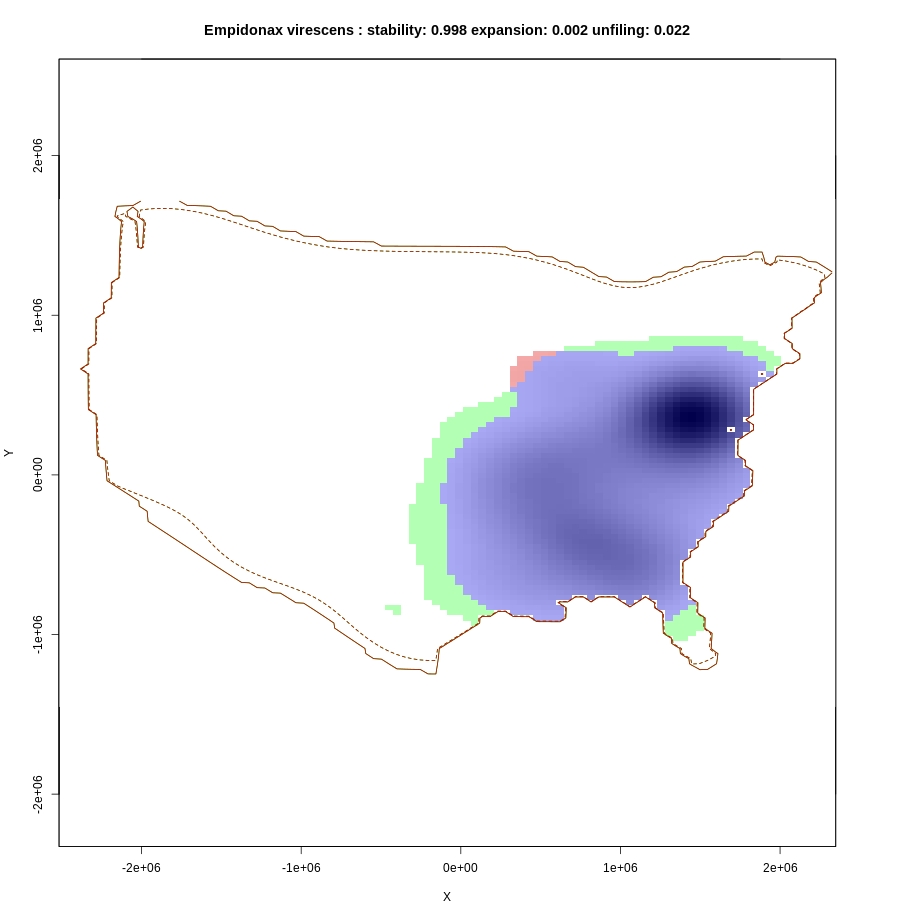 Empidonax virescens : stability: 0.998 expansion: 0.002 unfiling: 0.022
2e+06
1e+06
0e+00
-1e+06
-2e+06
Y
-2e+06 -1e+06 0e+00 1e+06 2e+06
X